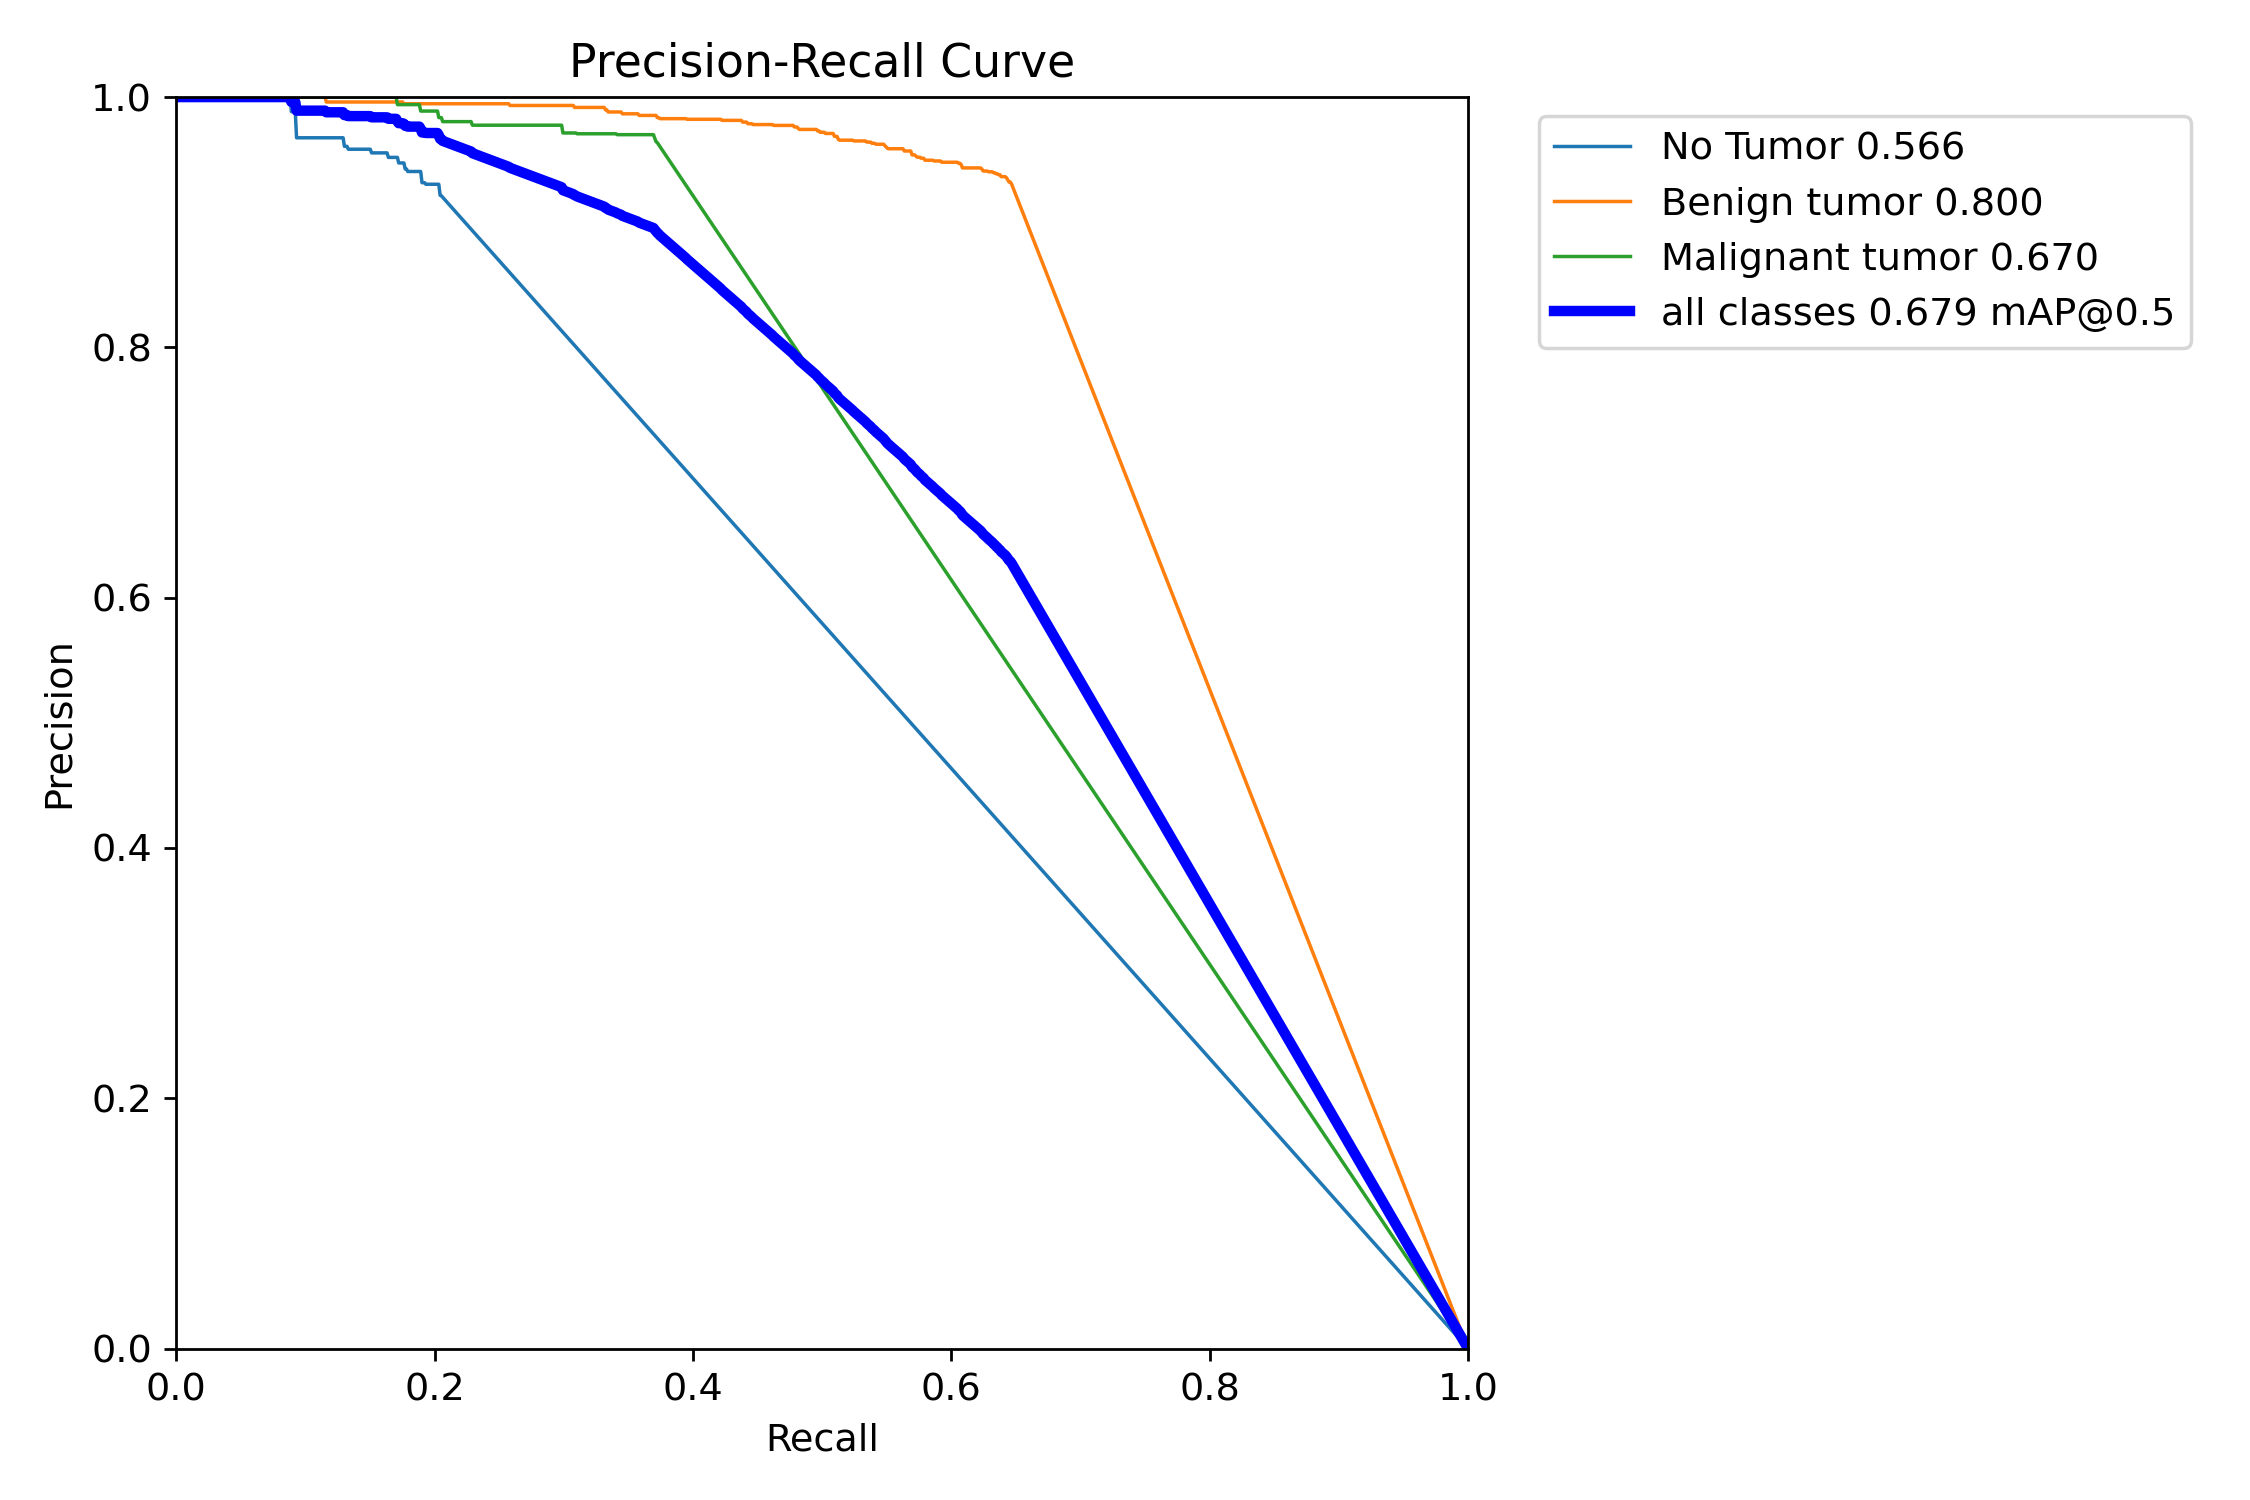 Precision-Recall Curve
1.0
0.8
0.6
0.4
0.2
0.0
Precision
0.0 0.2 0.4 0.6 0.8 1.0
Recall
No Tumor 0.566
Benign tumor 0.800
Malignant tumor 0.670
all classes 0.679 mAP@0.5